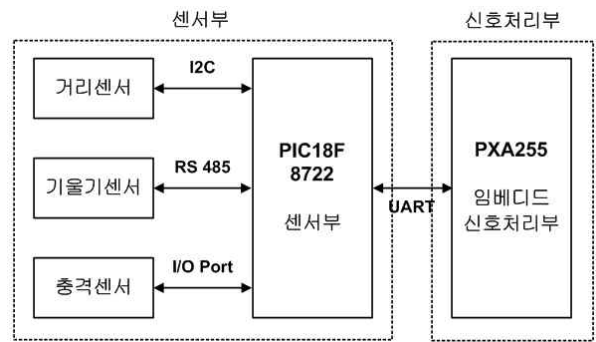 센서부
신호처리부
거리센서
I2C
기울기센서
RS 485
충격센서
I/O Port
PIC18F
8722
센서부
UART
PXA255
임베디드
신호처리부